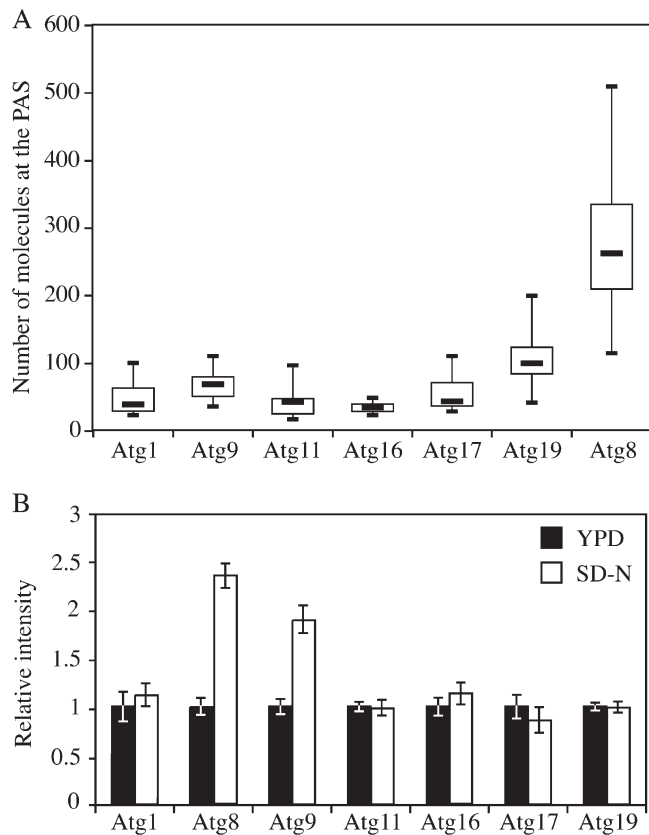 A
Number of molecules at the PAS
600
500
400
300
200
100
0
Atg1 Atg9 Atg11 Atg16 Atg17 Atg19 Atg8
B
Relative intensity
3
2.5
2
1.5
1
0.5
0
YPD
SD-N
Atg1 Atg8 Atg9 Atg11 Atg16 Atg17 Atg19